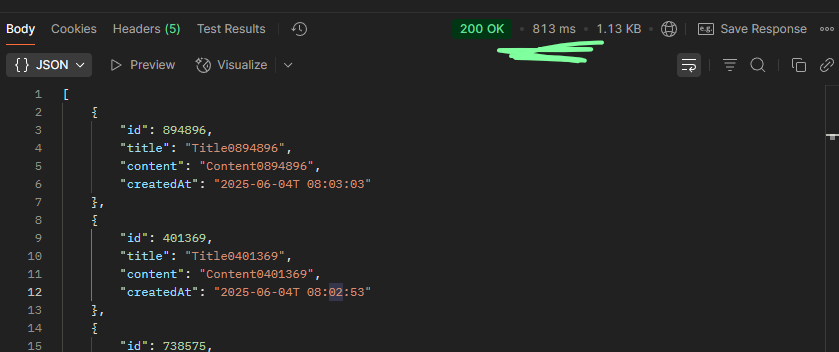 Body Cookies Headers (5) Test Results 200 OK • 813 ms • 1.13 KB e.g. Save Response
{} JSON Preview Visualize
1 [
2 {
3 "id": 894896,
4 "title": "Title0894896",
5 "content": "Content0894896",
6 "createdAt": "2025-06-04T 08:03:03"
7 },
8 {
9 "id": 401369,
10 "title": "Title0401369",
11 "content": "Content0401369",
12 "createdAt": "2025-06-04T 08:02:53"
13 },
14 {
15 "id": 738575,